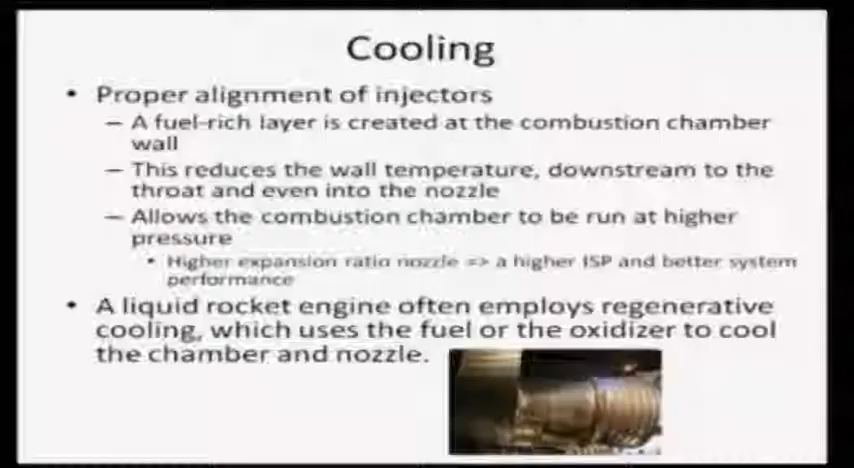 Cooling
• Proper alignment of injectors
– A fuel-rich layer is created at the combustion chamber
wall
– This reduces the wall temperature, downstream to the
throat and even into the nozzle
– Allows the combustion chamber to be run at higher
pressure
• Higher expansion ratio nozzle => a higher ISP and better system
performance
• A liquid rocket engine often employs regenerative
cooling, which uses the fuel or the oxidizer to cool
the chamber and nozzle.